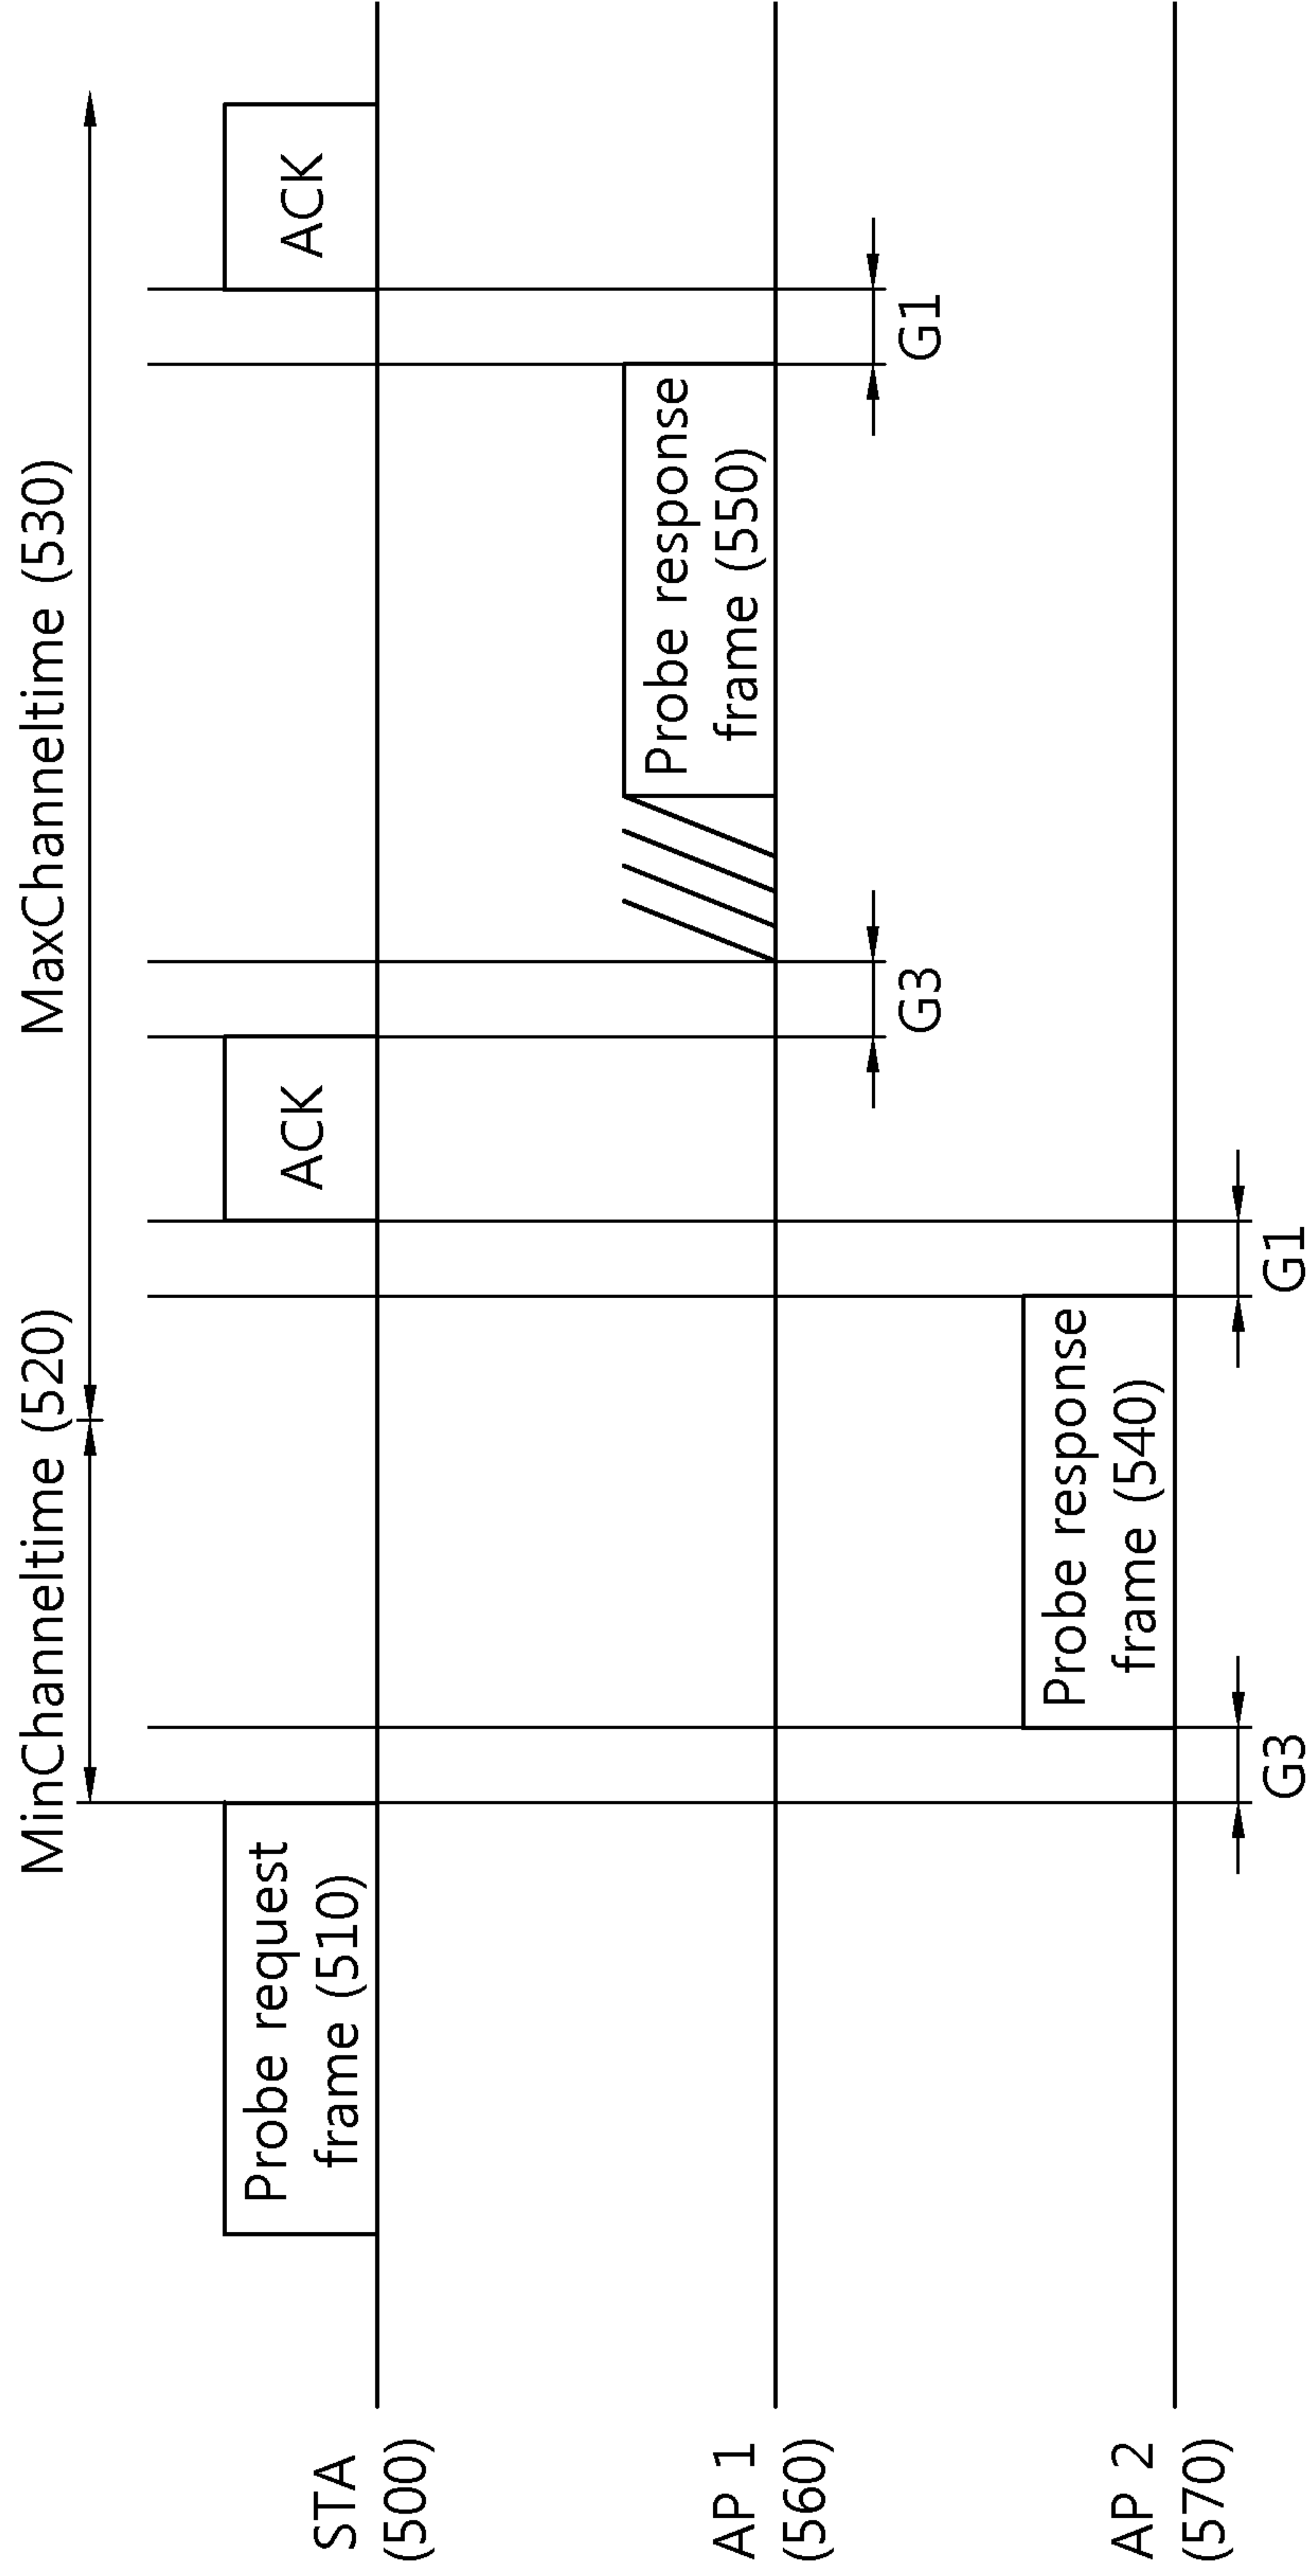 MinChanneltime (520)
MaxChanneltime (530)
STA
(500)
Probe request
frame (510)
ACK
ACK
AP 1
(560)
Probe response
frame (550)
G3
G1
AP 2
(570)
Probe response
frame (540)
G3
G1